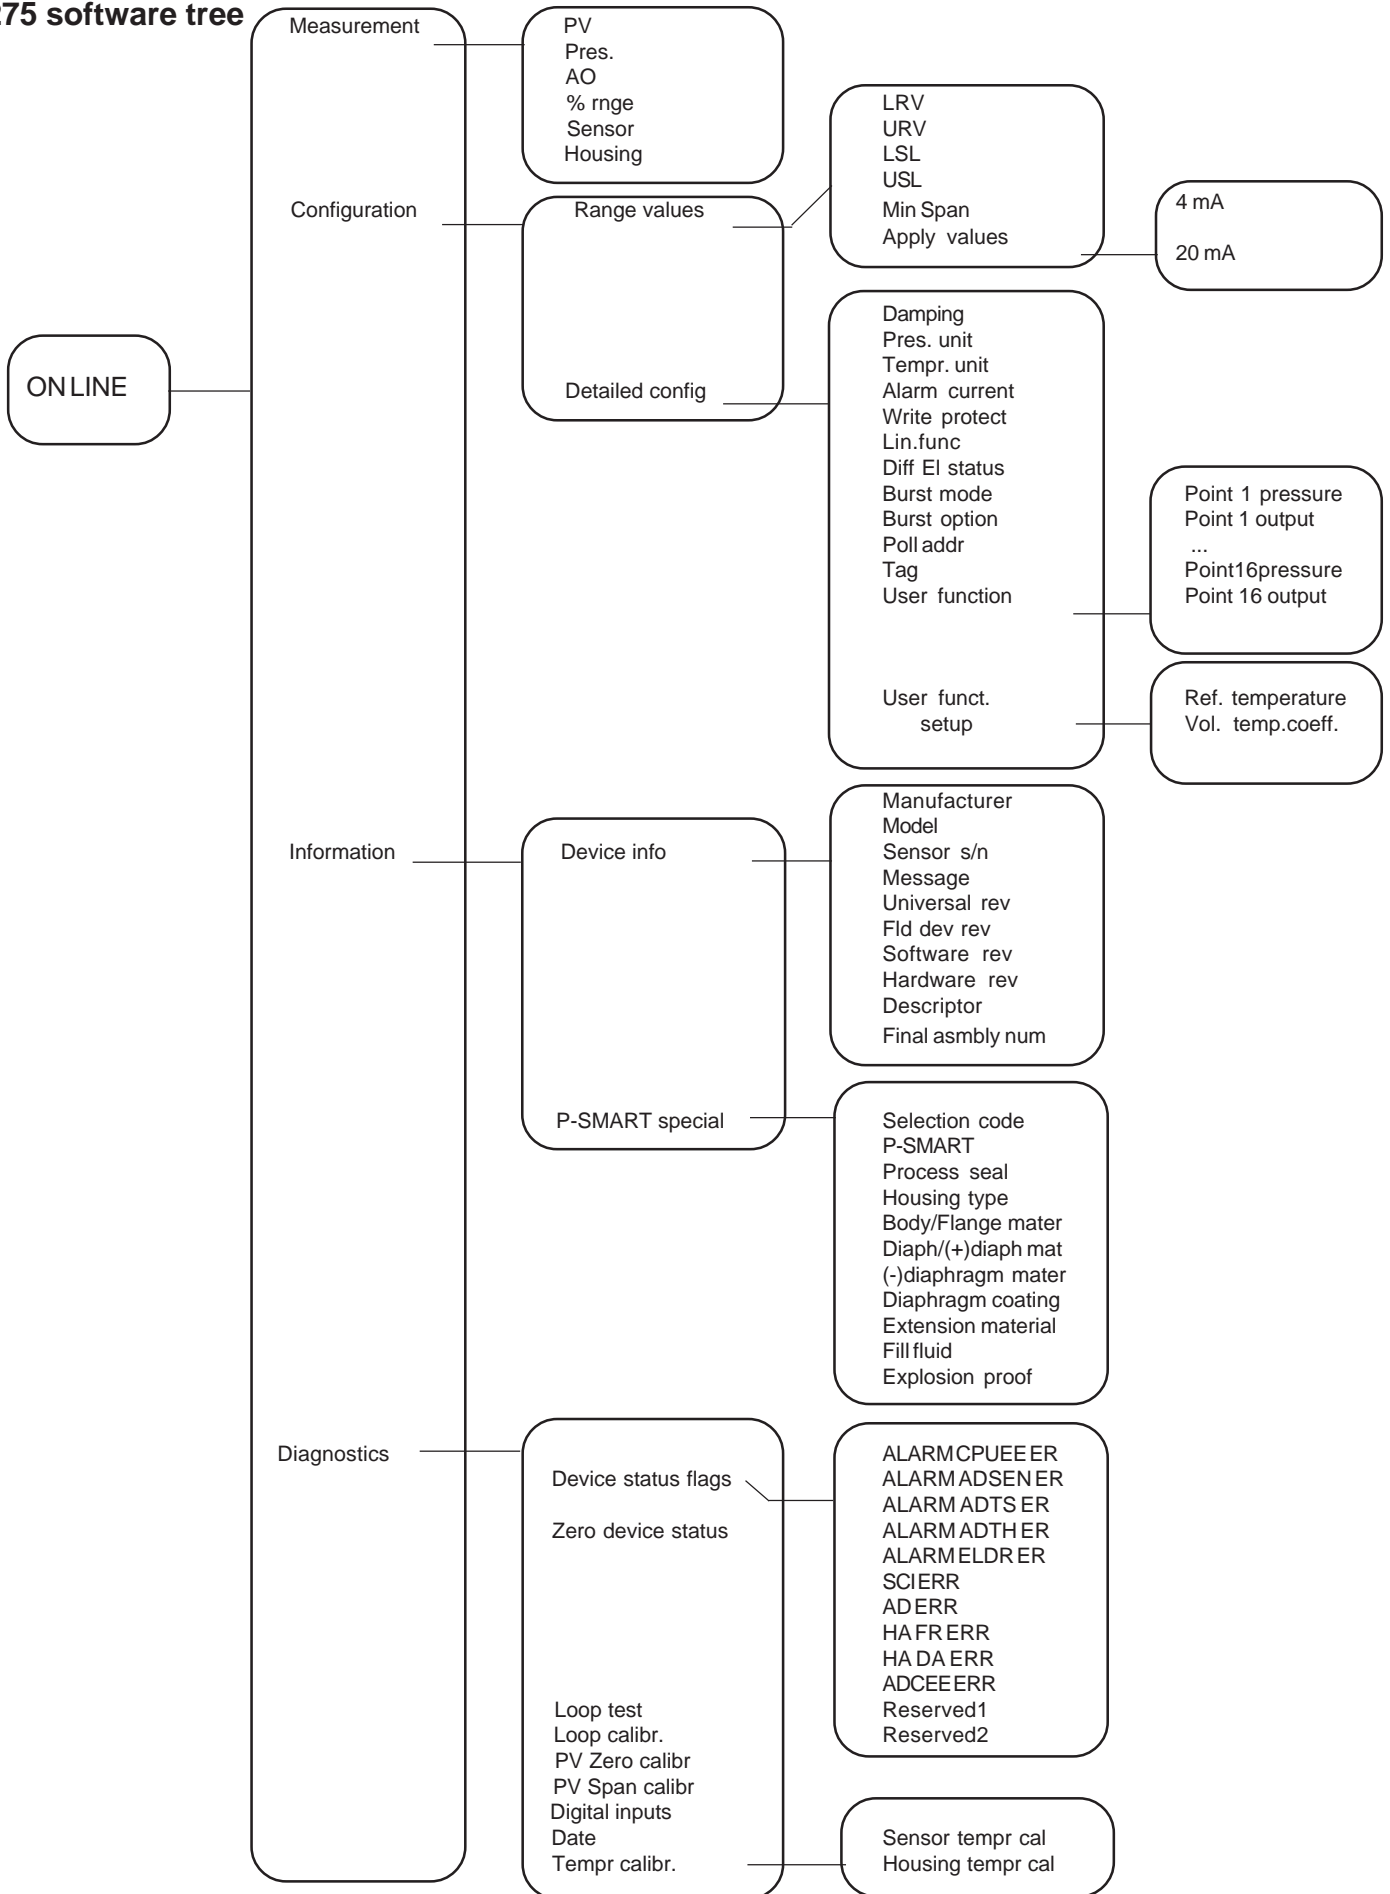 275 software tree
ON LINE
Measurement
PV
Pres.
AO
% rnge
Sensor
Housing
Configuration
Range values
LRV
URV
LSL
USL
Min Span
Apply values
4 mA
20 mA
Detailed config
Damping
Pres. unit
Tempr. unit
Alarm current
Write protect
Lin.func
Diff El status
Burst mode
Burst option
Poll addr
Tag
User function
Point 1 pressure
Point 1 output
...
Point16pressure
Point 16 output
User funct.
setup
Ref. temperature
Vol. temp.coeff.
Information
Device info
Manufacturer
Model
Sensor s/n
Message
Universal rev
Fld dev rev
Software rev
Hardware rev
Descriptor
Final asmbly num
P-SMART special
Selection code
P-SMART
Process seal
Housing type
Body/Flange mater
Diaph/(+)diaph mat
(-)diaphragm mater
Diaphragm coating
Extension material
Fill fluid
Explosion proof
Diagnostics
Device status flags
Zero device status
ALARM CPUEE ER
ALARM ADSEN ER
ALARM ADTS ER
ALARM ADTH ER
ALARM ELDR ER
SCI ERR
AD ERR
HA FR ERR
HA DA ERR
ADCEE ERR
Reserved1
Reserved2
Loop test
Loop calibr.
PV Zero calibr
PV Span calibr
Digital inputs
Date
Tempr calibr.
Sensor tempr cal
Housing tempr cal